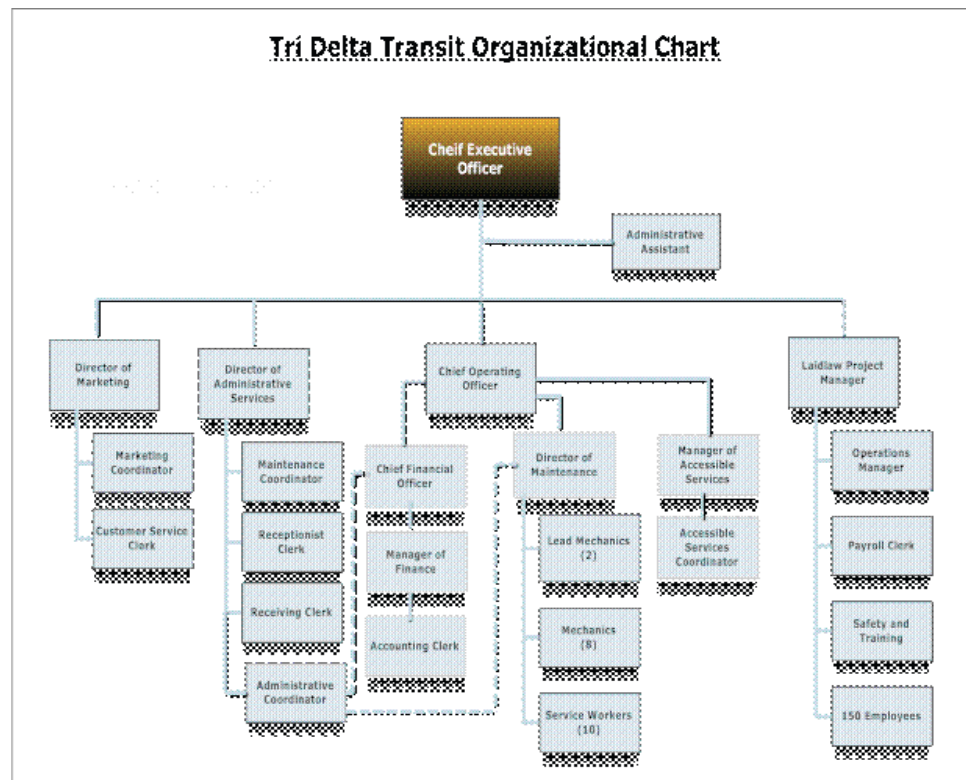 Tri Delta Transit Organizational Chart
Cheif Executive
Officer
Administrative
Assistant
Director of
Marketing
Director of
Administrative
Services
Chief Operating
Officer
Laidlaw Project
Manager
Marketing
Coordinator
Customer Service
Clerk
Maintenance
Coordinator
Receptionist
Clerk
Receiving Clerk
Administrative
Coordinator
Chief Financial
Officer
Manager of
Finance
Accounting Clerk
Director of
Maintenance
Lead Mechanics
(2)
Mechanics
(8)
Service Workers
(10)
Manager of
Accessible
Services
Accessible
Services
Coordinator
Operations
Manager
Payroll Clerk
Safety and
Training
150 Employees